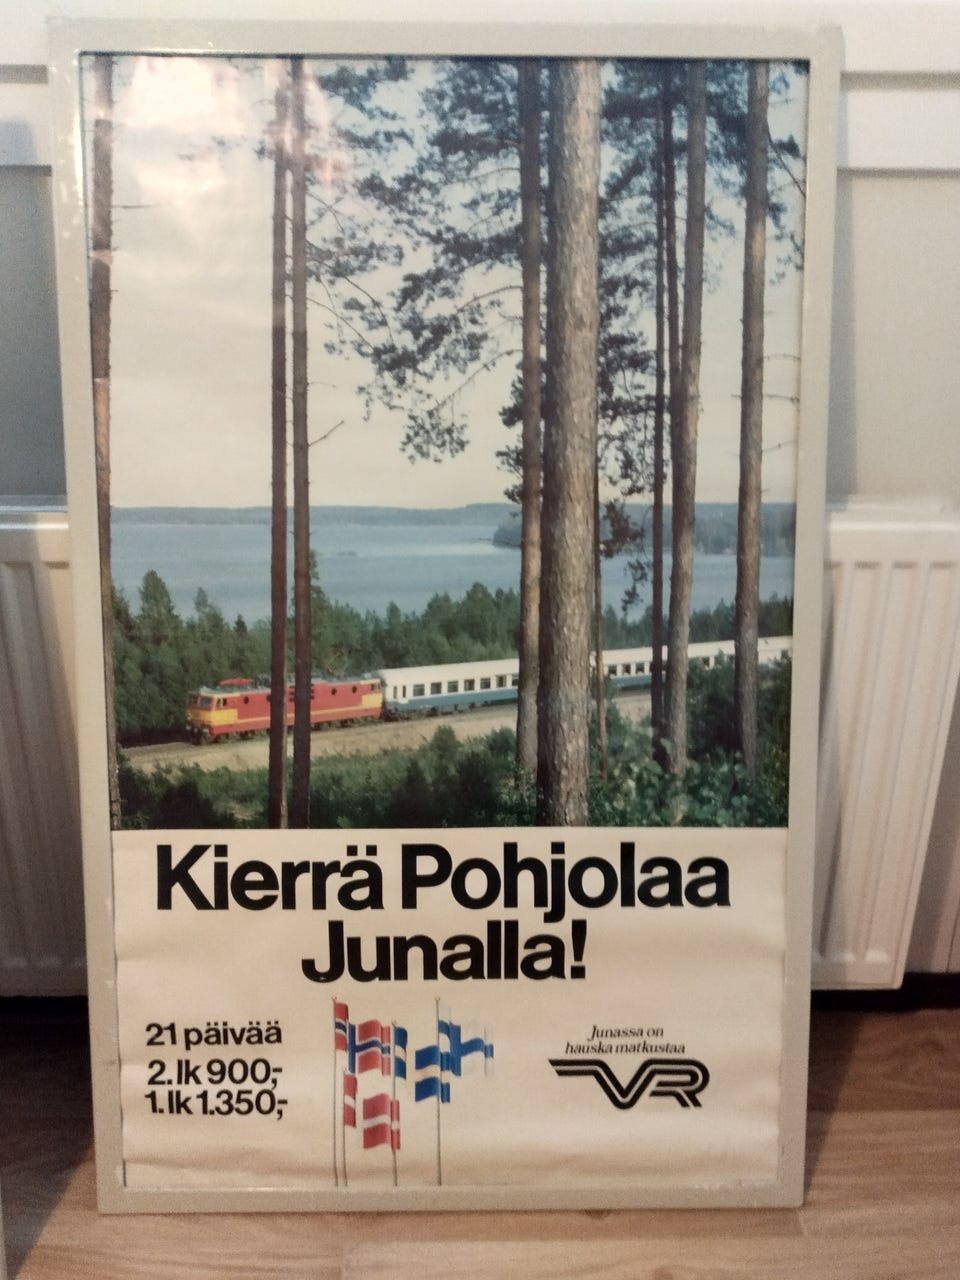 Kierrä Pohjolaa
Junalla!
21 päivää
2. lk 900,-
1. lk 1.350,-
Junassa on
hauska matkustaa
VR